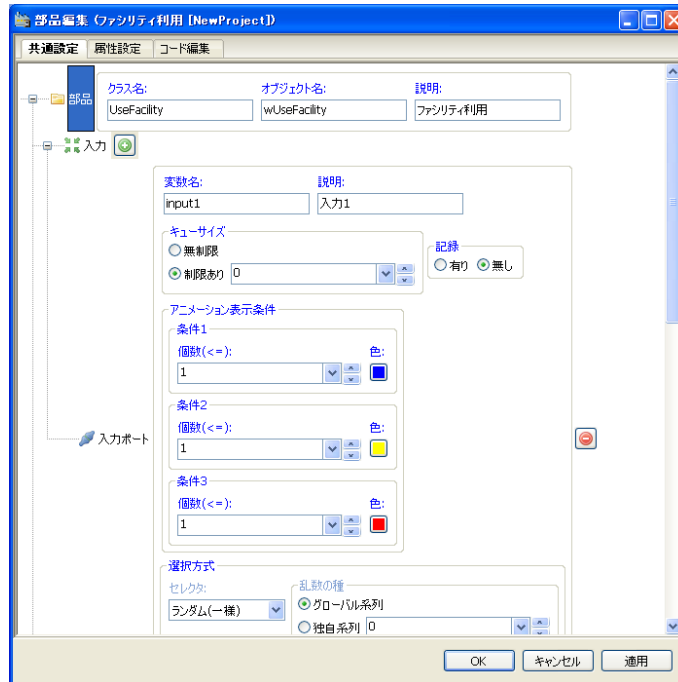 部品編集 (ファシリティ利用 [NewProject])
共通設定 属性設定 コード編集
部品
クラス名: オブジェクト名: 説明:
UseFacility wUseFacility ファシリティ利用
入力
変数名: 説明:
input1 入力1
キューサイズ
無制限
制限あり 0
記録
有り 無し
アニメーション表示条件
条件1
個数(<=): 色:
1
条件2
個数(<=): 色:
1
入力ポート
条件3
個数(<=): 色:
1
選択方式
セレクタ: 乱数の種
ランダム(一様) グローバル系列
独自系列 0
OK キャンセル 適用